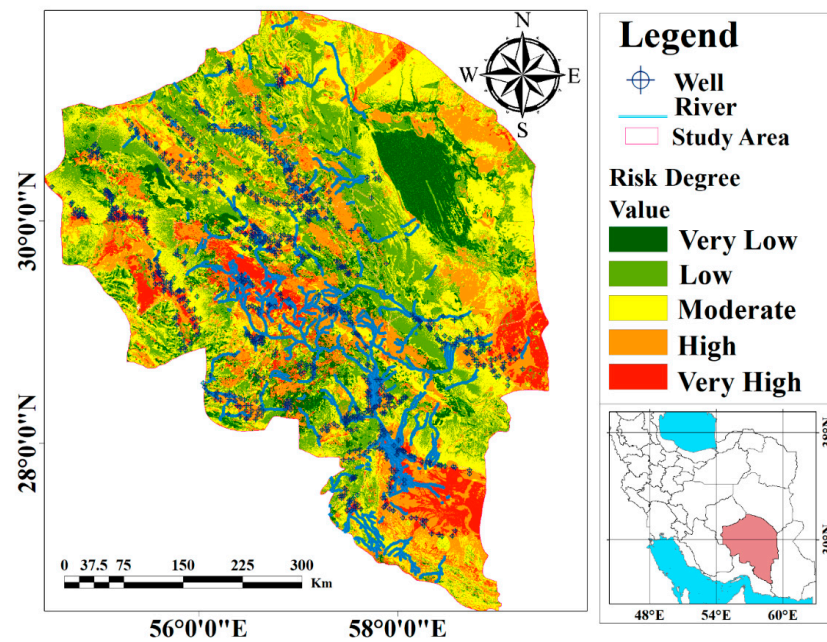 N
W E
S
30°0'0"N
28°0'0"N
0 37.5 75 150 225 300
Km
56°0'0"E 58°0'0"E
Legend
Well
River
Study Area
Risk Degree
Value
Very Low
Low
Moderate
High
Very High
48°E 54°E 60°E